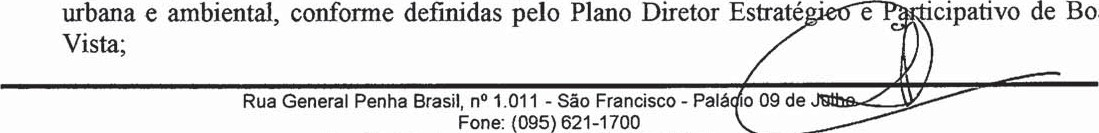 urbana e ambiental, conforme definidas pelo Plano Diretor Estratégico e Participativo de Bo
Vista;
Rua General Penha Brasil, nº 1.011 - São Francisco - Palácio 09 de Julho
Fone: (095) 621-1700